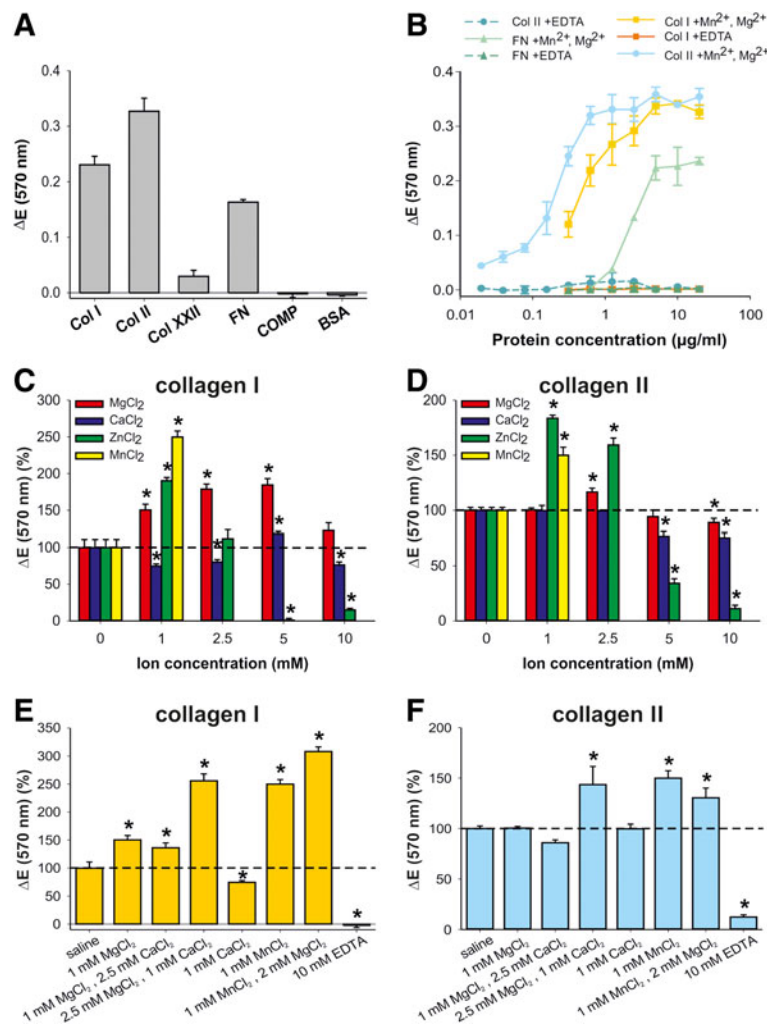 A
ΔE (570 nm)
0.4
0.3
0.2
0.1
0.0
Col I
Col II
Col XXII
FN
COMP
BSA
B
Col II +EDTA
FN +Mn2+, Mg2+
FN +EDTA
Col I +Mn2+, Mg2+
Col I +EDTA
Col II +Mn2+, Mg2+
ΔE (570 nm)
0.4
0.3
0.2
0.1
0.0
0.01 0.1 1 10 100
Protein concentration (µg/ml)
C
collagen I
MgCl2
CaCl2
ZnCl2
MnCl2
ΔE (570 nm) (%)
300
250
200
150
100
50
0
* * * * * * * * * * *
0 1 2.5 5 10
Ion concentration (mM)
D
collagen II
MgCl2
CaCl2
ZnCl2
MnCl2
ΔE (570 nm) (%)
200
150
100
50
0
* * * * * * * * *
0 1 2.5 5 10
Ion concentration (mM)
E
collagen I
ΔE (570 nm) (%)
350
300
250
200
150
100
50
0
* * * * * * *
saline
1 mM MgCl2
1 mM MgCl2 , 2.5 mM CaCl2
2.5 mM MgCl2 , 1 mM CaCl2
1 mM CaCl2
1 mM MnCl2
1 mM MnCl2 , 2 mM MgCl2
10 mM EDTA
F
collagen II
ΔE (570 nm) (%)
200
150
100
50
0
* * * *
saline
1 mM MgCl2
1 mM MgCl2 , 2.5 mM CaCl2
2.5 mM MgCl2 , 1 mM CaCl2
1 mM CaCl2
1 mM MnCl2
1 mM MnCl2 , 2 mM MgCl2
10 mM EDTA